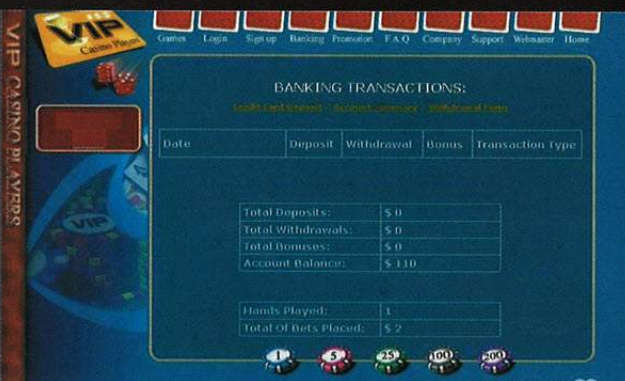 VIP
Casino Players
Games Login Sign up Banking Promotion F.A.Q Company Support Webmaster Home
VIP CASINO PLAYERS
BANKING TRANSACTIONS:
Credit Card Deposit Account Summary Withdrawal Form
Date Deposit Withdrawal Bonus Transaction Type
Total Deposits: $ 0
Total Withdrawals: $ 0
Total Bonuses: $ 0
Account Balance: $ 110
VIP
Hands Played: 1
Total Of Bets Placed: $ 2
1 5 25 100 200